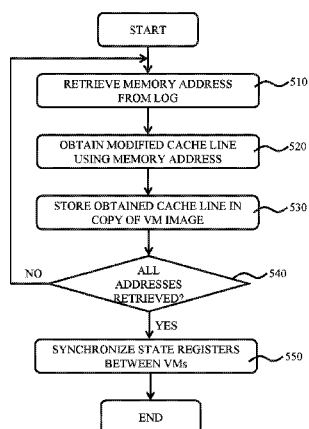 START
RETRIEVE MEMORY ADDRESS
FROM LOG
510
OBTAIN MODIFIED CACHE LINE
USING MEMORY ADDRESS
520
STORE OBTAINED CACHE LINE IN
COPY OF VM IMAGE
530
ALL
ADDRESSES
RETRIEVED?
540
NO
YES
SYNCHRONIZE STATE REGISTERS
BETWEEN VMs
550
END